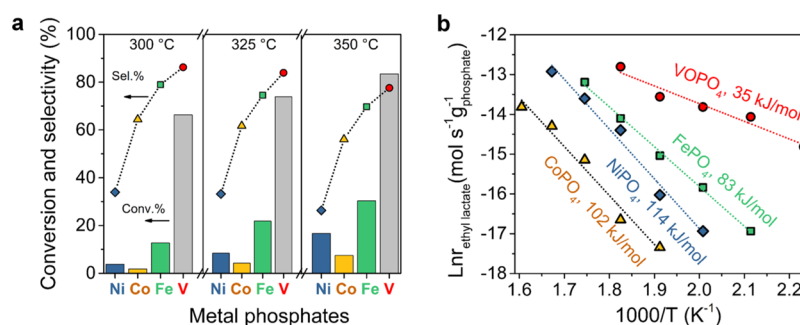 a
Conversion and selectivity (%)
100
80
60
40
20
0
300 °C
325 °C
350 °C
Sel.%
Conv.%
Ni Co Fe V
Ni Co Fe V
Ni Co Fe V
Metal phosphates
b
Lnr ethyl lactate (mol s⁻¹g⁻¹ phosphate)
-12
-13
-14
-15
-16
-17
-18
VOPO₄, 35 kJ/mol
FePO₄, 83 kJ/mol
NiPO₄, 114 kJ/mol
CoPO₄, 102 kJ/mol
1.6 1.7 1.8 1.9 2.0 2.1 2.2
1000/T (K⁻¹)